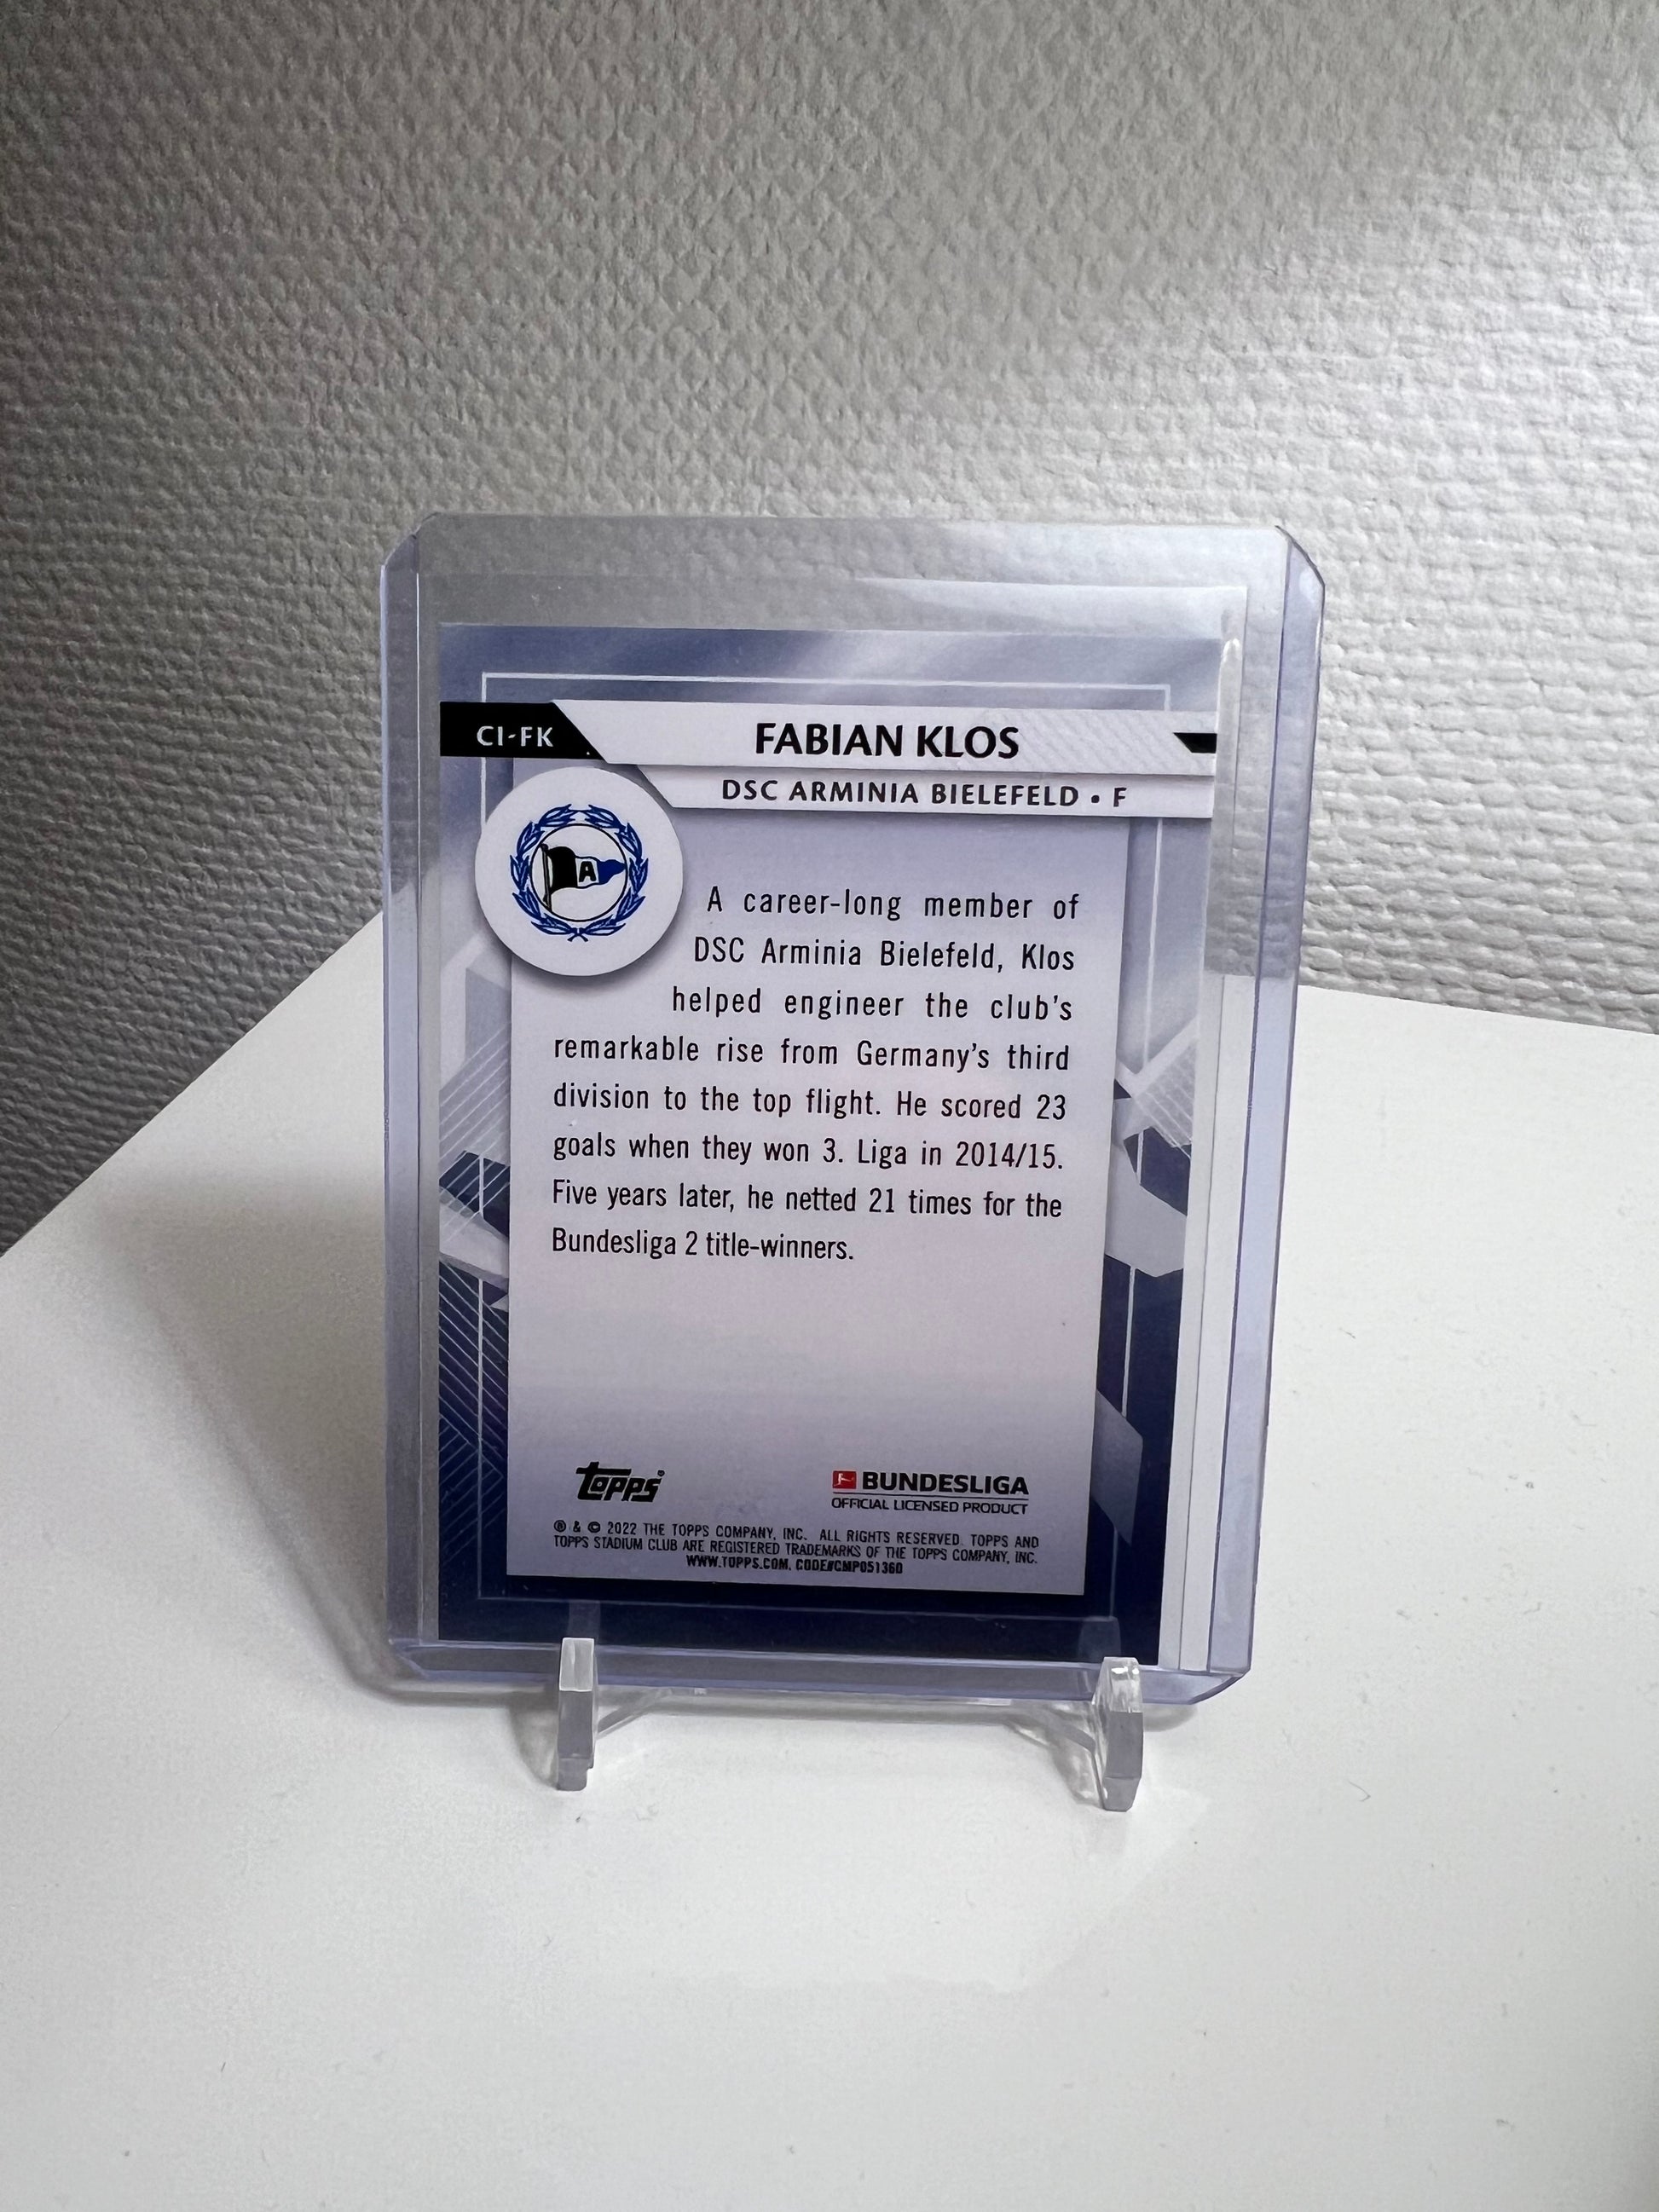 CI-FK
FABIAN KLOS
DSC ARMINIA BIELEFELD • F
A
A career-long member of
DSC Arminia Bielefeld, Klos
helped engineer the club's
remarkable rise from Germany's third
division to the top flight. He scored 23
goals when they won 3. Liga in 2014/15.
Five years later, he netted 21 times for the
Bundesliga 2 title-winners.
topps
BUNDESLIGA
OFFICIAL LICENSED PRODUCT
® & © 2022 THE TOPPS COMPANY, INC. ALL RIGHTS RESERVED. TOPPS AND
TOPPS STADIUM CLUB ARE REGISTERED TRADEMARKS OF THE TOPPS COMPANY, INC.
WWW.TOPPS.COM. CODE#CMP051360